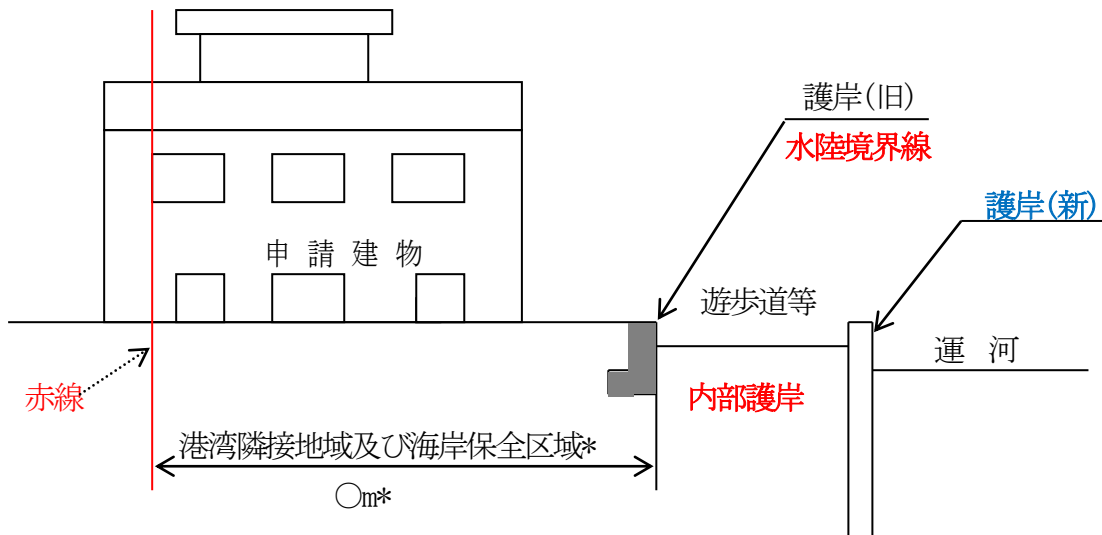 護岸(旧)
水陸境界線
護岸(新)
申請建物
遊歩道等
運河
赤線
内部護岸
港湾隣接地域及び海岸保全区域*
○m*